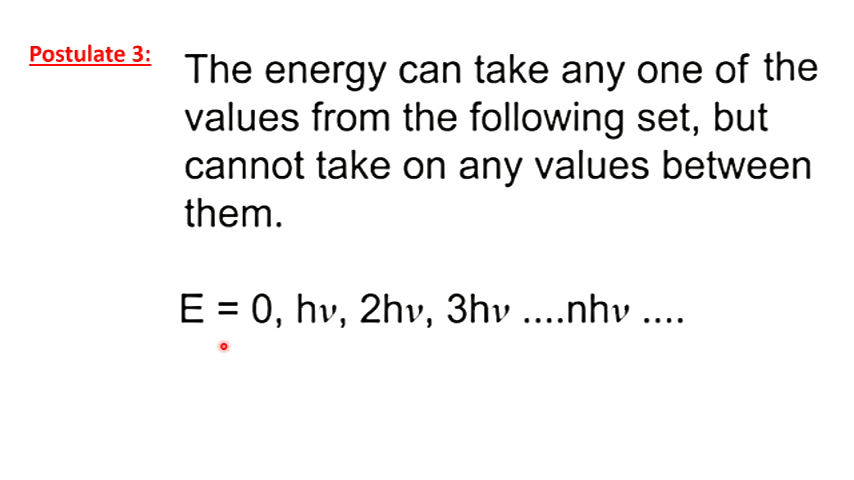 Postulate 3:
The energy can take any one of the
values from the following set, but
cannot take on any values between
them.
E = 0, hν, 2hν, 3hν ....nhν ....